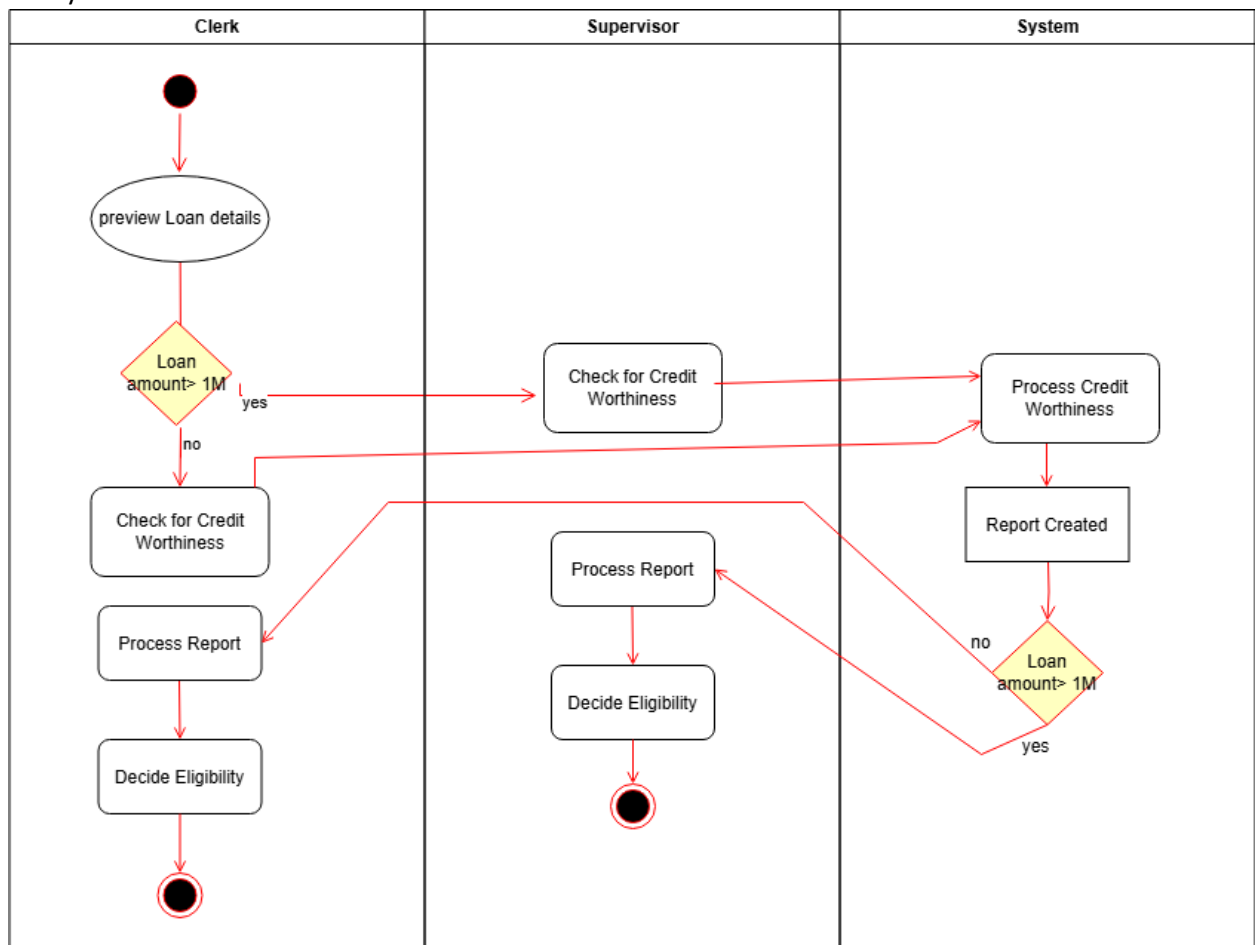 Clerk
Supervisor
System
preview Loan details
Loan
amount> 1M
yes
no
Check for Credit
Worthiness
Process Credit
Worthiness
Check for Credit
Worthiness
Report Created
Process Report
Process Report
no
Loan
amount> 1M
yes
Decide Eligibility
Decide Eligibility